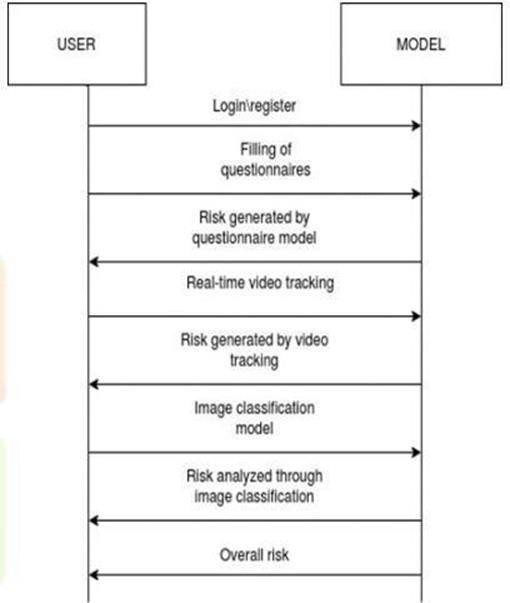 USER
MODEL
Login\register
Filling of
questionnaires
Risk generated by
questionnaire model
Real-time video tracking
Risk generated by video
tracking
Image classification
model
Risk analyzed through
image classification
Overall risk